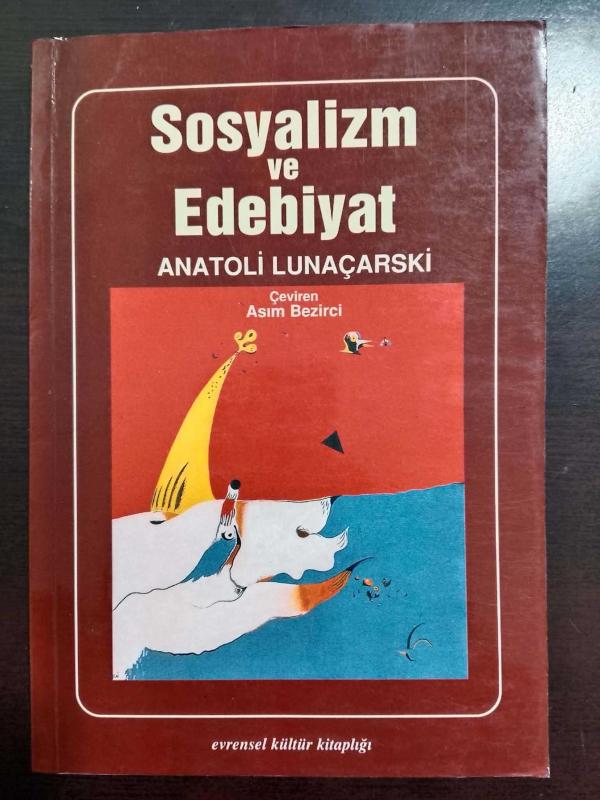 Sosyalizm
ve
Edebiyat
ANATOLİ LUNAÇARSKİ
Çeviren
Asım Bezirci
evrensel kültür kitaplığı